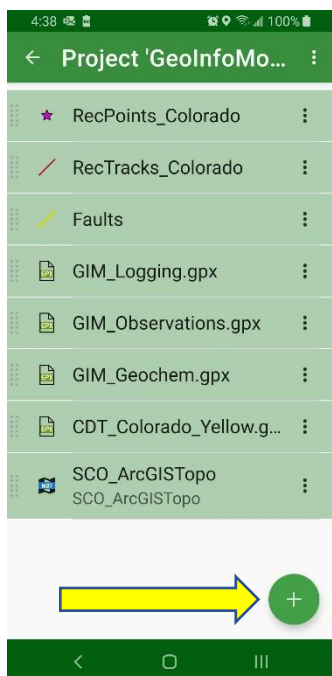 4:38 100%
Project 'GeoInfoMo...
RecPoints_Colorado
RecTracks_Colorado
Faults
GIM_Logging.gpx
GIM_Observations.gpx
GIM_Geochem.gpx
CDT_Colorado_Yellow.g...
SCO_ArcGISTopo
SCO_ArcGISTopo